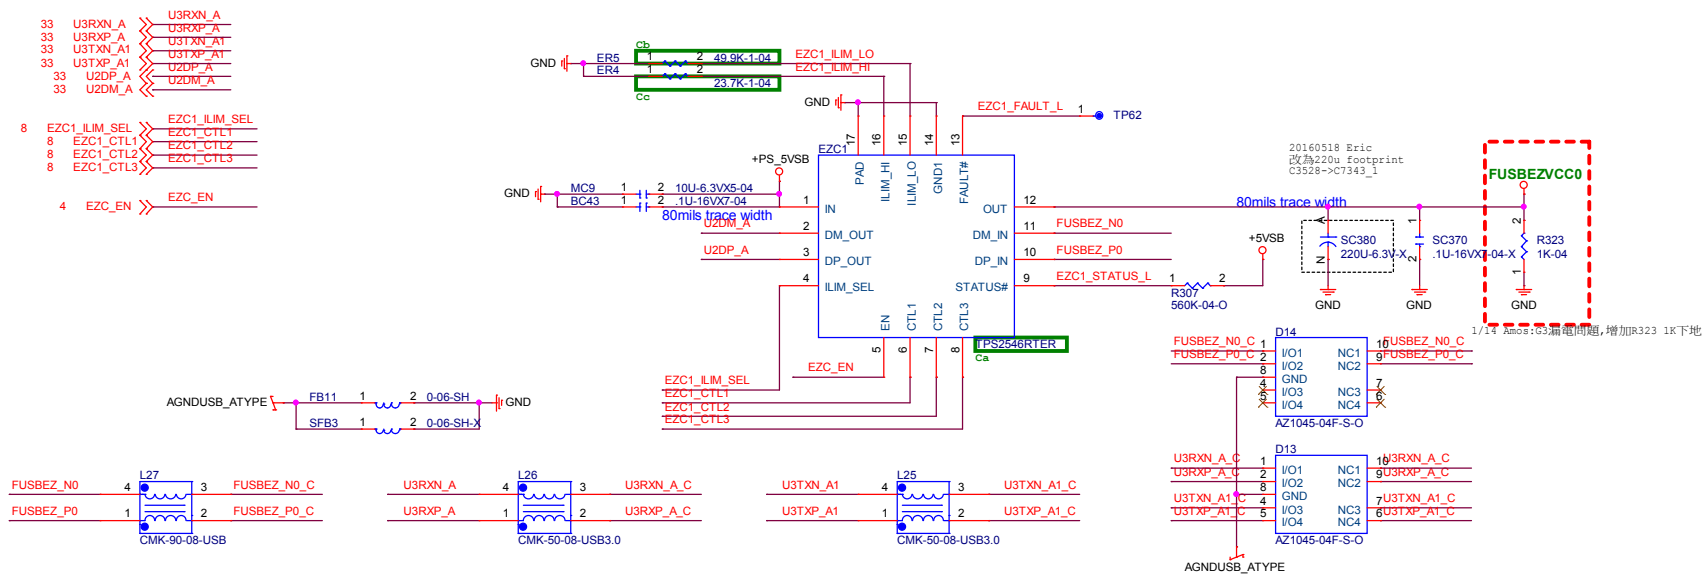 33 U3RXN_A U3RXN_A
33 U3RXP_A U3RXP_A
33 U3TXN_A1 U3TXN_A1
33 U3TXP_A1 U3TXP_A1
33 U2DP_A U2DP_A
33 U2DM_A U2DM_A
8 EZC1_ILIM_SEL EZC1_ILIM_SEL
8 EZC1_CTL1 EZC1_CTL1
8 EZC1_CTL2 EZC1_CTL2
8 EZC1_CTL3 EZC1_CTL3
4 EZC_EN EZC_EN
Cb
GND ER5 1 2 49.9K-1-04 EZC1_ILIM_LO
ER4 1 2 23.7K-1-04 EZC1_ILIM_HI
Cc
GND
EZC1_FAULT_L 1 TP62
17 16 15 14 13
EZC1
PAD ILIM_HI ILIM_LO GND1 FAULT#
+PS_5VSB
GND MC9 1 2 10U-6.3VX5-04
BC43 1 2 .1U-16VX7-04
80mils trace width
1 IN OUT 12
U2DM_A 2 DM_OUT DM_IN 11 FUSBEZ_N0
U2DP_A 3 DP_OUT DP_IN 10 FUSBEZ_P0
4 ILIM_SEL STATUS# 9 EZC1_STATUS_L
EN CTL1 CTL2 CTL3
5 6 7 8
TPS2546RTER
Ca
EZC_EN
EZC1_ILIM_SEL
EZC1_CTL1
EZC1_CTL2
EZC1_CTL3
1 2
R307
560K-04-O
+5VSB
20160518 Eric
改為220u footprint
C3528->C7343_1
80mils trace width
A N
SC380
220U-6.3V-X
GND
1 2
SC370
.1U-16VX7-04-X
GND
FUSBEZVCC0
2 1
R323
1K-04
GND
1/14 Amos:G3漏電問題,增加R323 1K下地
AGNDUSB_ATYPE FB11 1 2 0-06-SH GND
SFB3 1 2 0-06-SH-X
D14
FUSBEZ_N0_C 1 I/O1 NC1 10 FUSBEZ_N0_C
FUSBEZ_P0_C 2 I/O2 NC2 9 FUSBEZ_P0_C
8 GND
4 I/O3 NC3 7
5 I/O4 NC4 6
AZ1045-04F-S-O
D13
U3RXN_A_C 1 I/O1 NC1 10 U3RXN_A_C
U3RXP_A_C 2 I/O2 NC2 9 U3RXP_A_C
8 GND
U3TXN_A1_C 4 I/O3 NC3 7 U3TXN_A1_C
U3TXP_A1_C 5 I/O4 NC4 6 U3TXP_A1_C
AZ1045-04F-S-O
AGNDUSB_ATYPE
L27
FUSBEZ_N0 4 3 FUSBEZ_N0_C
FUSBEZ_P0 1 2 FUSBEZ_P0_C
CMK-90-08-USB
L26
U3RXN_A 4 3 U3RXN_A_C
U3RXP_A 1 2 U3RXP_A_C
CMK-50-08-USB3.0
L25
U3TXN_A1 4 3 U3TXN_A1_C
U3TXP_A1 1 2 U3TXP_A1_C
CMK-50-08-USB3.0